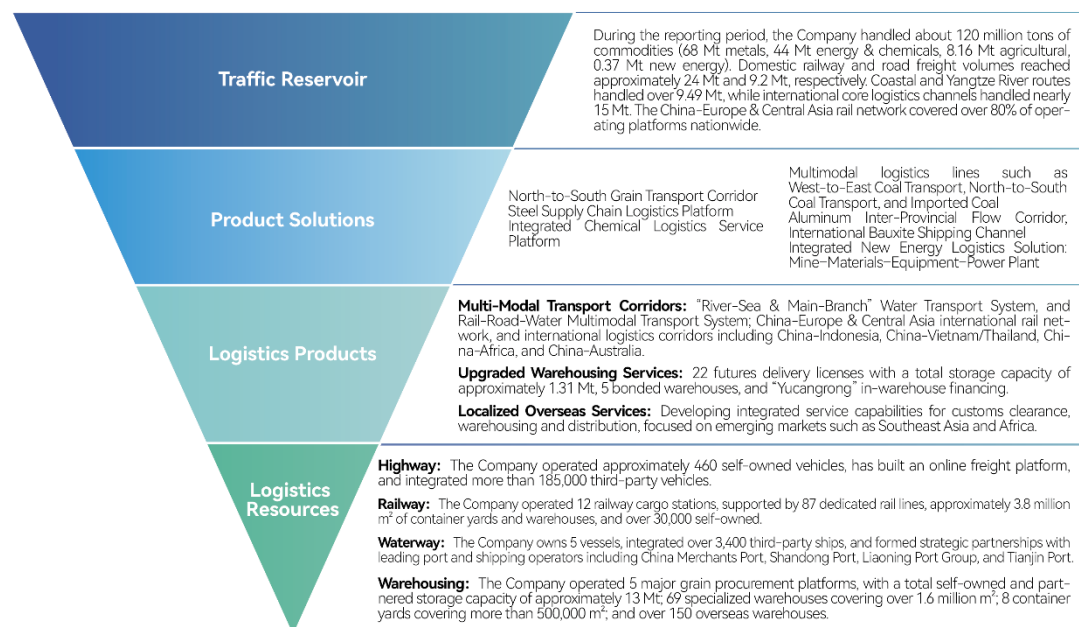 Traffic Reservoir
During the reporting period, the Company handled about 120 million tons of
commodities (68 Mt metals, 44 Mt energy & chemicals, 8.16 Mt agricultural,
0.37 Mt new energy). Domestic railway and road freight volumes reached
approximately 24 Mt and 9.2 Mt, respectively. Coastal and Yangtze River routes
handled over 9.49 Mt, while international core logistics channels handled nearly
15 Mt. The China-Europe & Central Asia rail network covered over 80% of oper-
ating platforms nationwide.
Product Solutions
North-to-South Grain Transport Corridor
Steel Supply Chain Logistics Platform
Integrated Chemical Logistics Service
Platform
Multimodal logistics lines such as
West-to-East Coal Transport, North-to-South
Coal Transport, and Imported Coal
Aluminum Inter-Provincial Flow Corridor,
International Bauxite Shipping Channel
Integrated New Energy Logistics Solution:
Mine–Materials–Equipment–Power Plant
Logistics Products
Multi-Modal Transport Corridors: "River-Sea & Main-Branch" Water Transport System, and
Rail-Road-Water Multimodal Transport System; China-Europe & Central Asia international rail net-
work, and international logistics corridors including China-Indonesia, China-Vietnam/Thailand, Chi-
na-Africa, and China-Australia.
Upgraded Warehousing Services: 22 futures delivery licenses with a total storage capacity of
approximately 1.31 Mt, 5 bonded warehouses, and “Yucangrong” in-warehouse financing.
Localized Overseas Services: Developing integrated service capabilities for customs clearance,
warehousing and distribution, focused on emerging markets such as Southeast Asia and Africa.
Logistics
Resources
Highway: The Company operated approximately 460 self-owned vehicles, has built an online freight platform,
and integrated more than 185,000 third-party vehicles.
Railway: The Company operated 12 railway cargo stations, supported by 87 dedicated rail lines, approximately 3.8 million
m² of container yards and warehouses, and over 30,000 self-owned.
Waterway: The Company owns 5 vessels, integrated over 3,400 third-party ships, and formed strategic partnerships with
leading port and shipping operators including China Merchants Port, Shandong Port, Liaoning Port Group, and Tianjin Port.
Warehousing: The Company operated 5 major grain procurement platforms, with a total self-owned and part-
nered storage capacity of approximately 13 Mt; 69 specialized warehouses covering over 1.6 million m²; 8 container
yards covering more than 500,000 m²; and over 150 overseas warehouses.